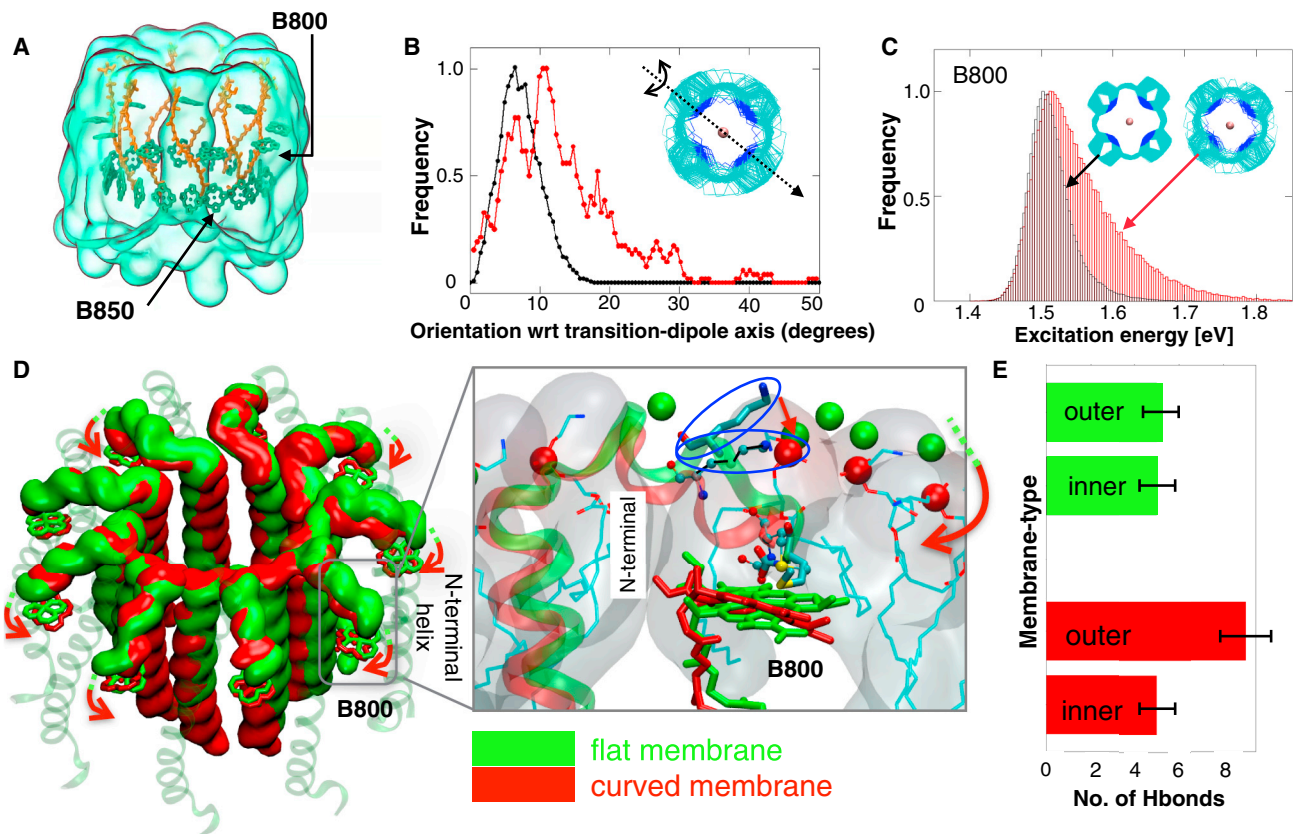 A
B800
B850
B
Frequency
1.0
0.5
0
0
10
20
30
40
50
Orientation wrt transition-dipole axis (degrees)
C
B800
Frequency
1.0
0.5
0
1.4
1.5
1.6
1.7
1.8
Excitation energy [eV]
D
N-terminal
helix
B800
N-terminal
B800
flat membrane
curved membrane
E
Membrane-type
outer
inner
outer
inner
0
2
4
6
8
No. of Hbonds